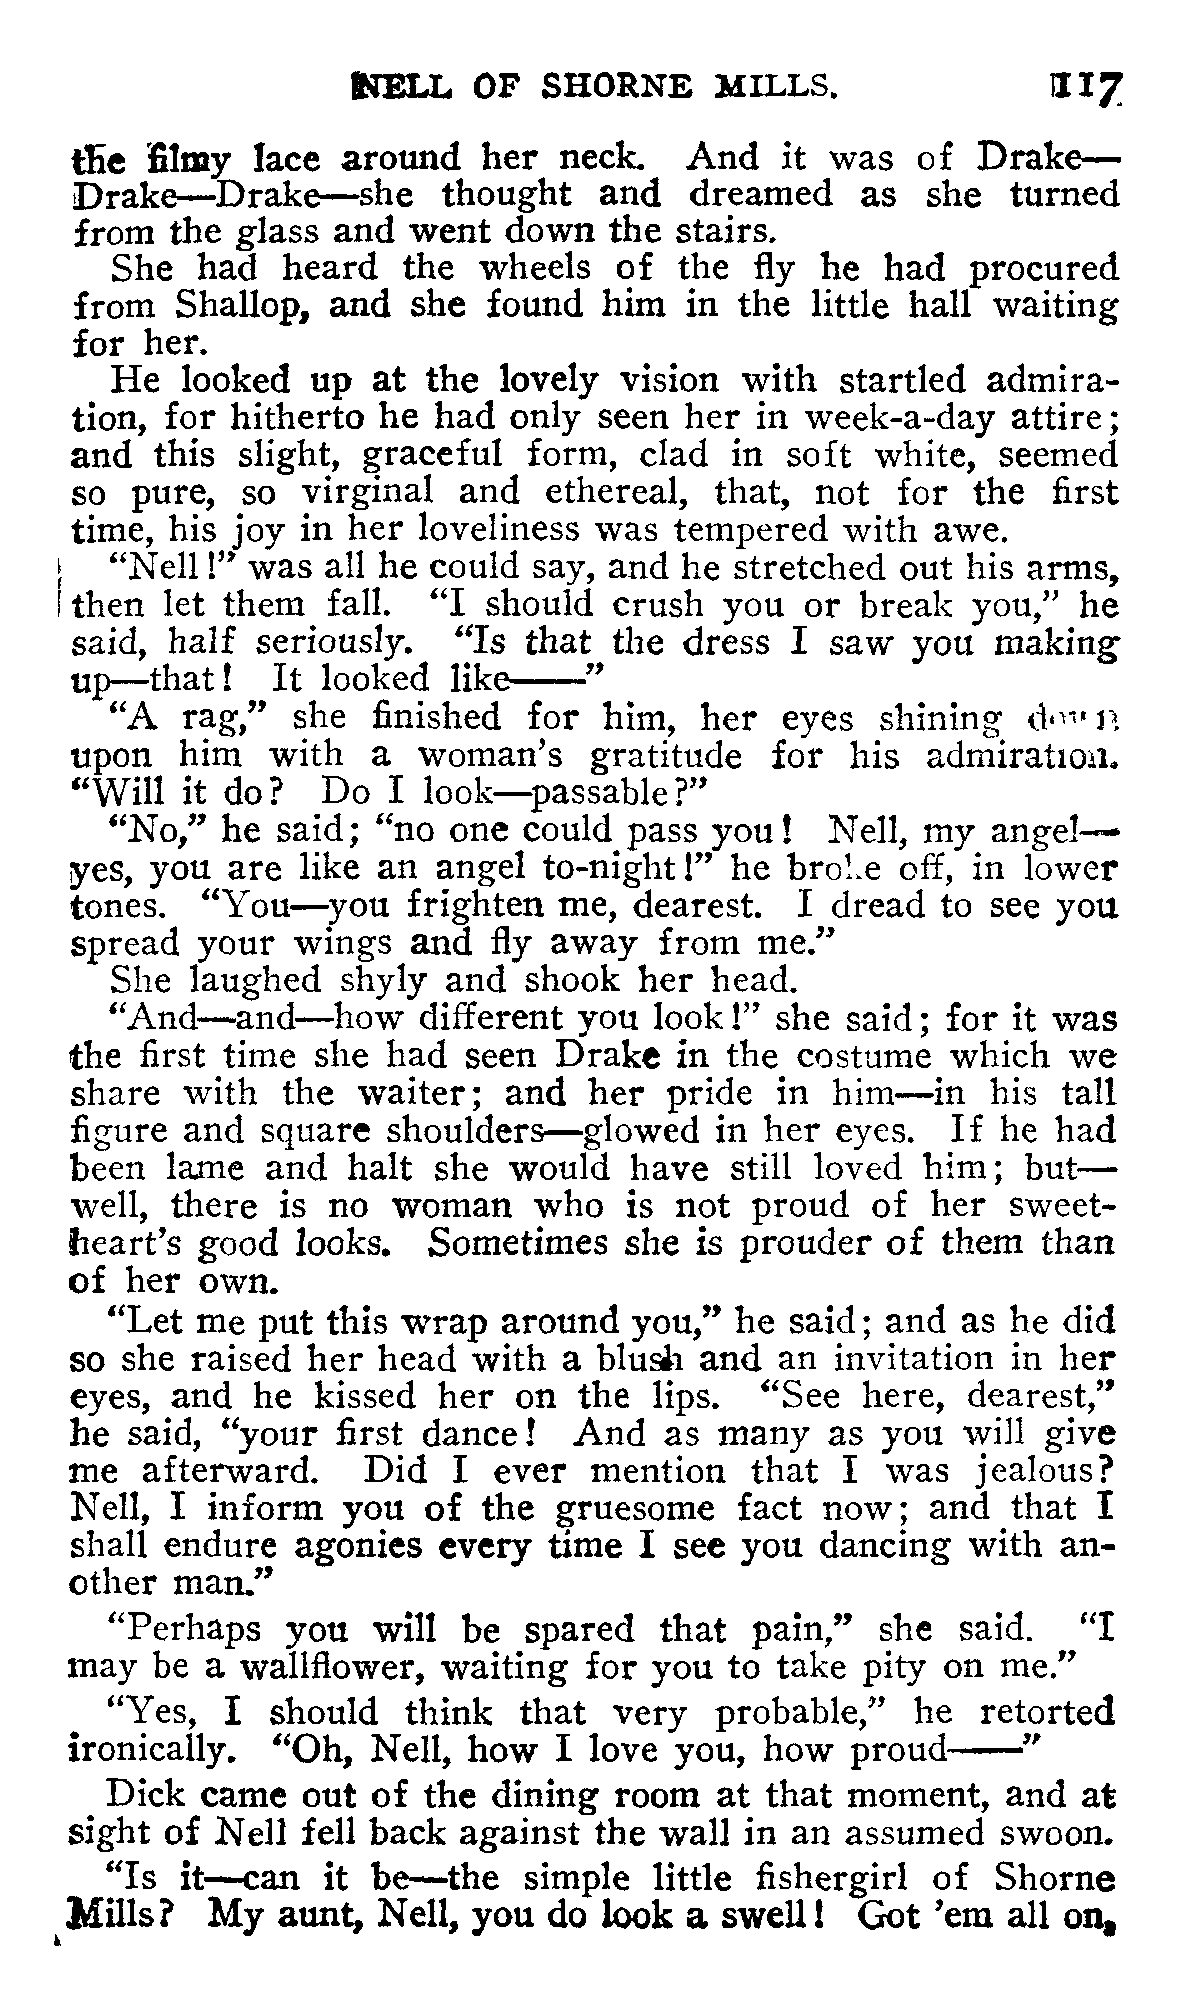 NELL OF SHORNE MILLS. 117
the filmy lace around her neck. And it was of Drake—
Drake—Drake—she thought and dreamed as she turned
from the glass and went down the stairs.
She had heard the wheels of the fly he had procured
from Shallop, and she found him in the little hall waiting
for her.
He looked up at the lovely vision with startled admira-
tion, for hitherto he had only seen her in week-a-day attire;
and this slight, graceful form, clad in soft white, seemed
so pure, so virginal and ethereal, that, not for the first
time, his joy in her loveliness was tempered with awe.
“Nell!” was all he could say, and he stretched out his arms,
then let them fall. “I should crush you or break you,” he
said, half seriously. “Is that the dress I saw you making
up—that! It looked like——”
“A rag,” she finished for him, her eyes shining down
upon him with a woman’s gratitude for his admiration.
“Will it do? Do I look—passable?”
“No,” he said; “no one could pass you! Nell, my angel—
yes, you are like an angel to-night!” he broke off, in lower
tones. “You—you frighten me, dearest. I dread to see you
spread your wings and fly away from me.”
She laughed shyly and shook her head.
“And—and—how different you look!” she said; for it was
the first time she had seen Drake in the costume which we
share with the waiter; and her pride in him—in his tall
figure and square shoulders—glowed in her eyes. If he had
been lame and halt she would have still loved him; but—
well, there is no woman who is not proud of her sweet-
heart’s good looks. Sometimes she is prouder of them than
of her own.
“Let me put this wrap around you,” he said; and as he did
so she raised her head with a blush and an invitation in her
eyes, and he kissed her on the lips. “See here, dearest,”
he said, “your first dance! And as many as you will give
me afterward. Did I ever mention that I was jealous?
Nell, I inform you of the gruesome fact now; and that I
shall endure agonies every time I see you dancing with an-
other man.”
“Perhaps you will be spared that pain,” she said. “I
may be a wallflower, waiting for you to take pity on me.”
“Yes, I should think that very probable,” he retorted
ironically. “Oh, Nell, how I love you, how proud——”
Dick came out of the dining room at that moment, and at
sight of Nell fell back against the wall in an assumed swoon.
“Is it—can it be—the simple little fishergirl of Shorne
Mills? My aunt, Nell, you do look a swell! Got ’em all on,